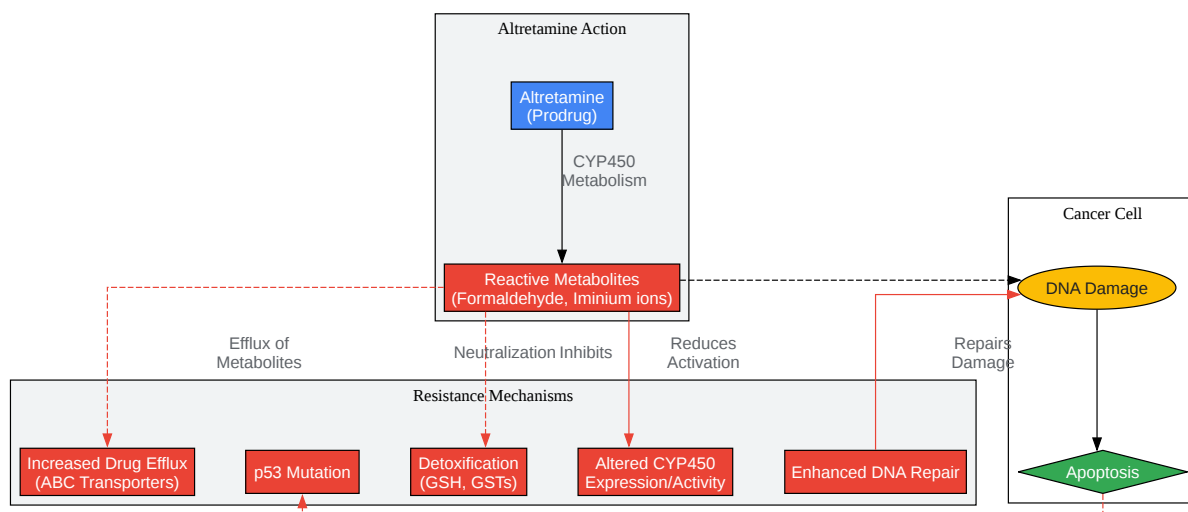 Altretamine Action
Altretamine
(Prodrug)
CYP450
Metabolism
Cancer Cell
Reactive Metabolites
(Formaldehyde, Iminium ions)
DNA Damage
Efflux of
Metabolites
Neutralization
Inhibits
Reduces
Activation
Repairs
Damage
Resistance Mechanisms
Increased Drug Efflux
(ABC Transporters)
p53 Mutation
Detoxification
(GSH, GSTs)
Altered CYP450
Expression/Activity
Enhanced DNA Repair
Apoptosis